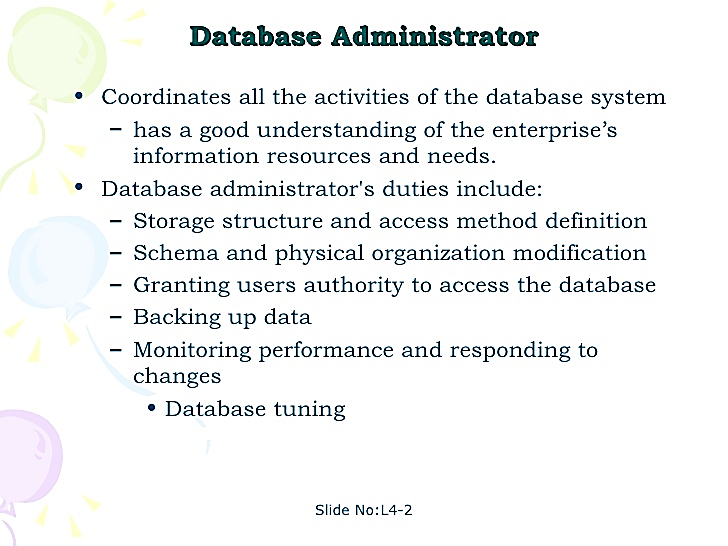 Database Administrator
• Coordinates all the activities of the database system
– has a good understanding of the enterprise’s
information resources and needs.
• Database administrator's duties include:
– Storage structure and access method definition
– Schema and physical organization modification
– Granting users authority to access the database
– Backing up data
– Monitoring performance and responding to
changes
• Database tuning
Slide No:L4-2